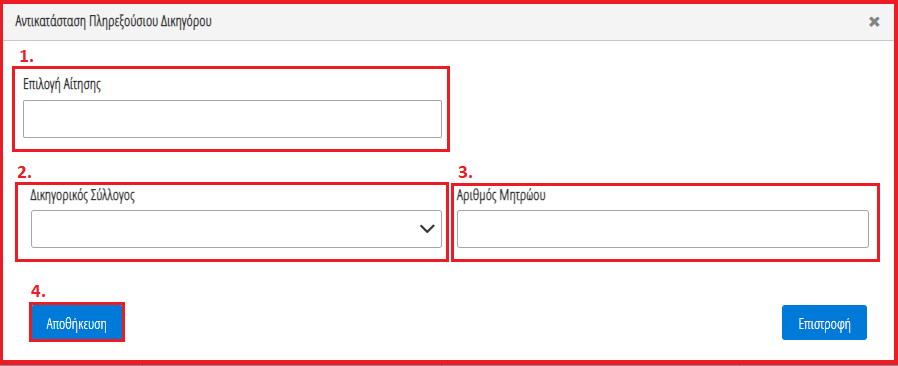 Αντικατάσταση Πληρεξούσιου Δικηγόρου ✖
1.
Επιλογή Αίτησης
2. 3.
Δικηγορικός Σύλλογος Αριθμός Μητρώου
4.
Αποθήκευση Επιστροφή